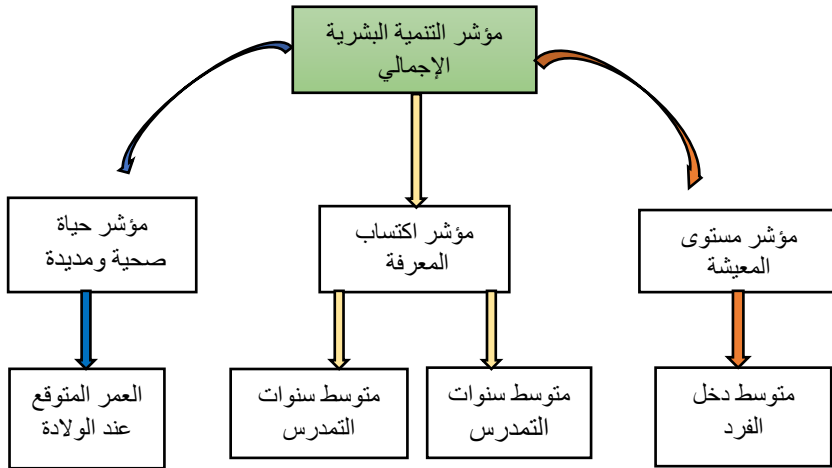 مؤشر التنمية البشرية
الإجمالي
مؤشر مستوى
المعيشة
مؤشر اكتساب
المعرفة
مؤشر حياة
صحية ومديدة
متوسط دخل
الفرد
متوسط سنوات
التمدرس
متوسط سنوات
التمدرس
العمر المتوقع
عند الولادة